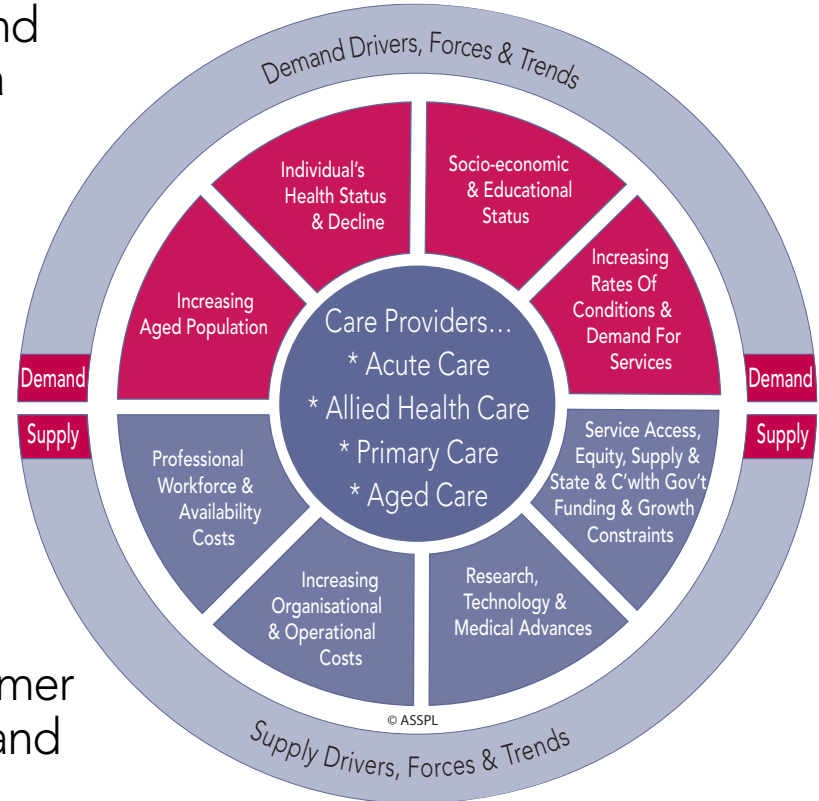 nd
Demand Drivers, Forces & Trends
Individual's
Health Status
& Decline
Socio-economic
& Educational
Status
Increasing
Aged Population
Increasing
Rates Of
Conditions &
Demand For
Services
Care Providers...
* Acute Care
* Allied Health Care
* Primary Care
* Aged Care
Demand
Demand
Supply
Supply
Professional
Workforce &
Availability
Costs
Service Access,
Equity, Supply &
State & C'wlth Gov't
Funding & Growth
Constraints
Increasing
Organisational
& Operational
Costs
Research,
Technology &
Medical Advances
mer
and
© ASSPL
Supply Drivers, Forces & Trends